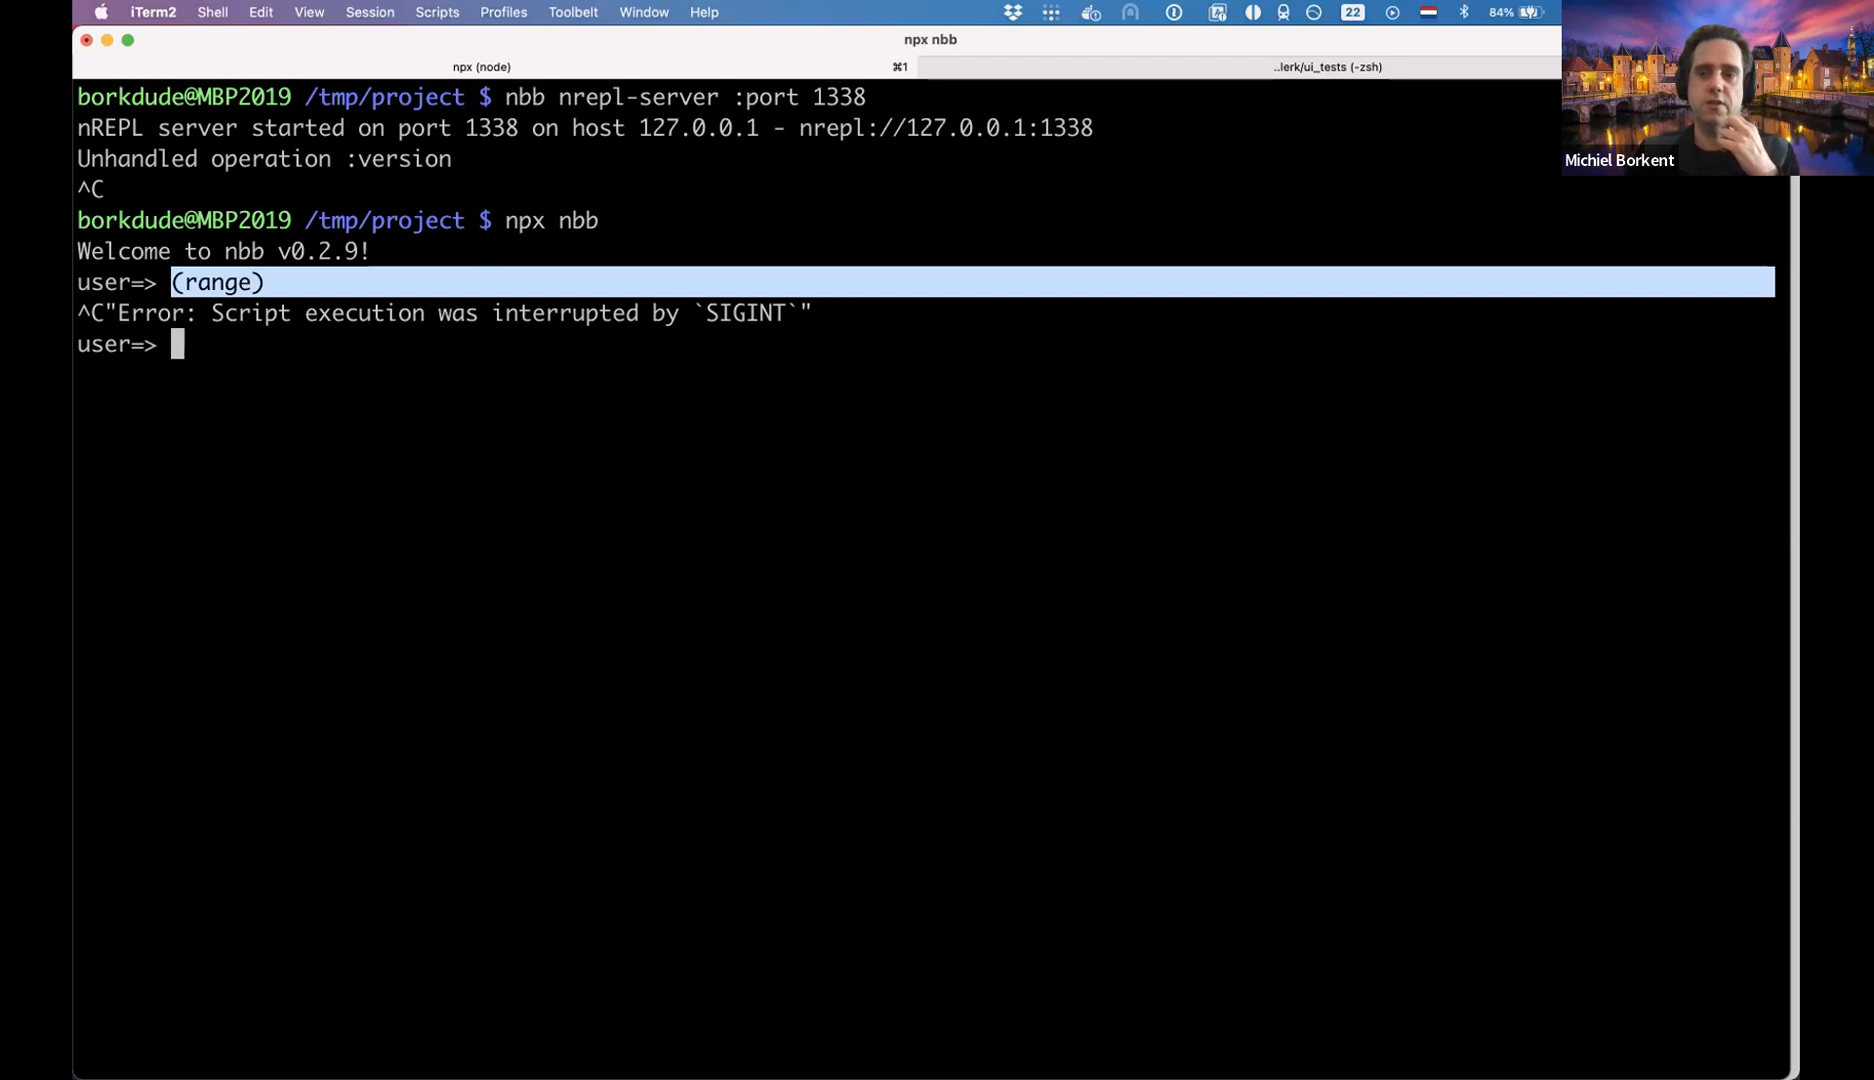 iTerm2 Shell Edit View Session Scripts Profiles Toolbelt Window Help 22 84%
npx nbb
npx (node) ⌘1 ..lerk/ui_tests (-zsh)
borkdude@MBP2019 /tmp/project $ nbb nrepl-server :port 1338
nREPL server started on port 1338 on host 127.0.0.1 - nrepl://127.0.0.1:1338
Unhandled operation :version
^C
borkdude@MBP2019 /tmp/project $ npx nbb
Welcome to nbb v0.2.9!
user=> (range)
^C"Error: Script execution was interrupted by `SIGINT`"
user=>
Michiel Borkent